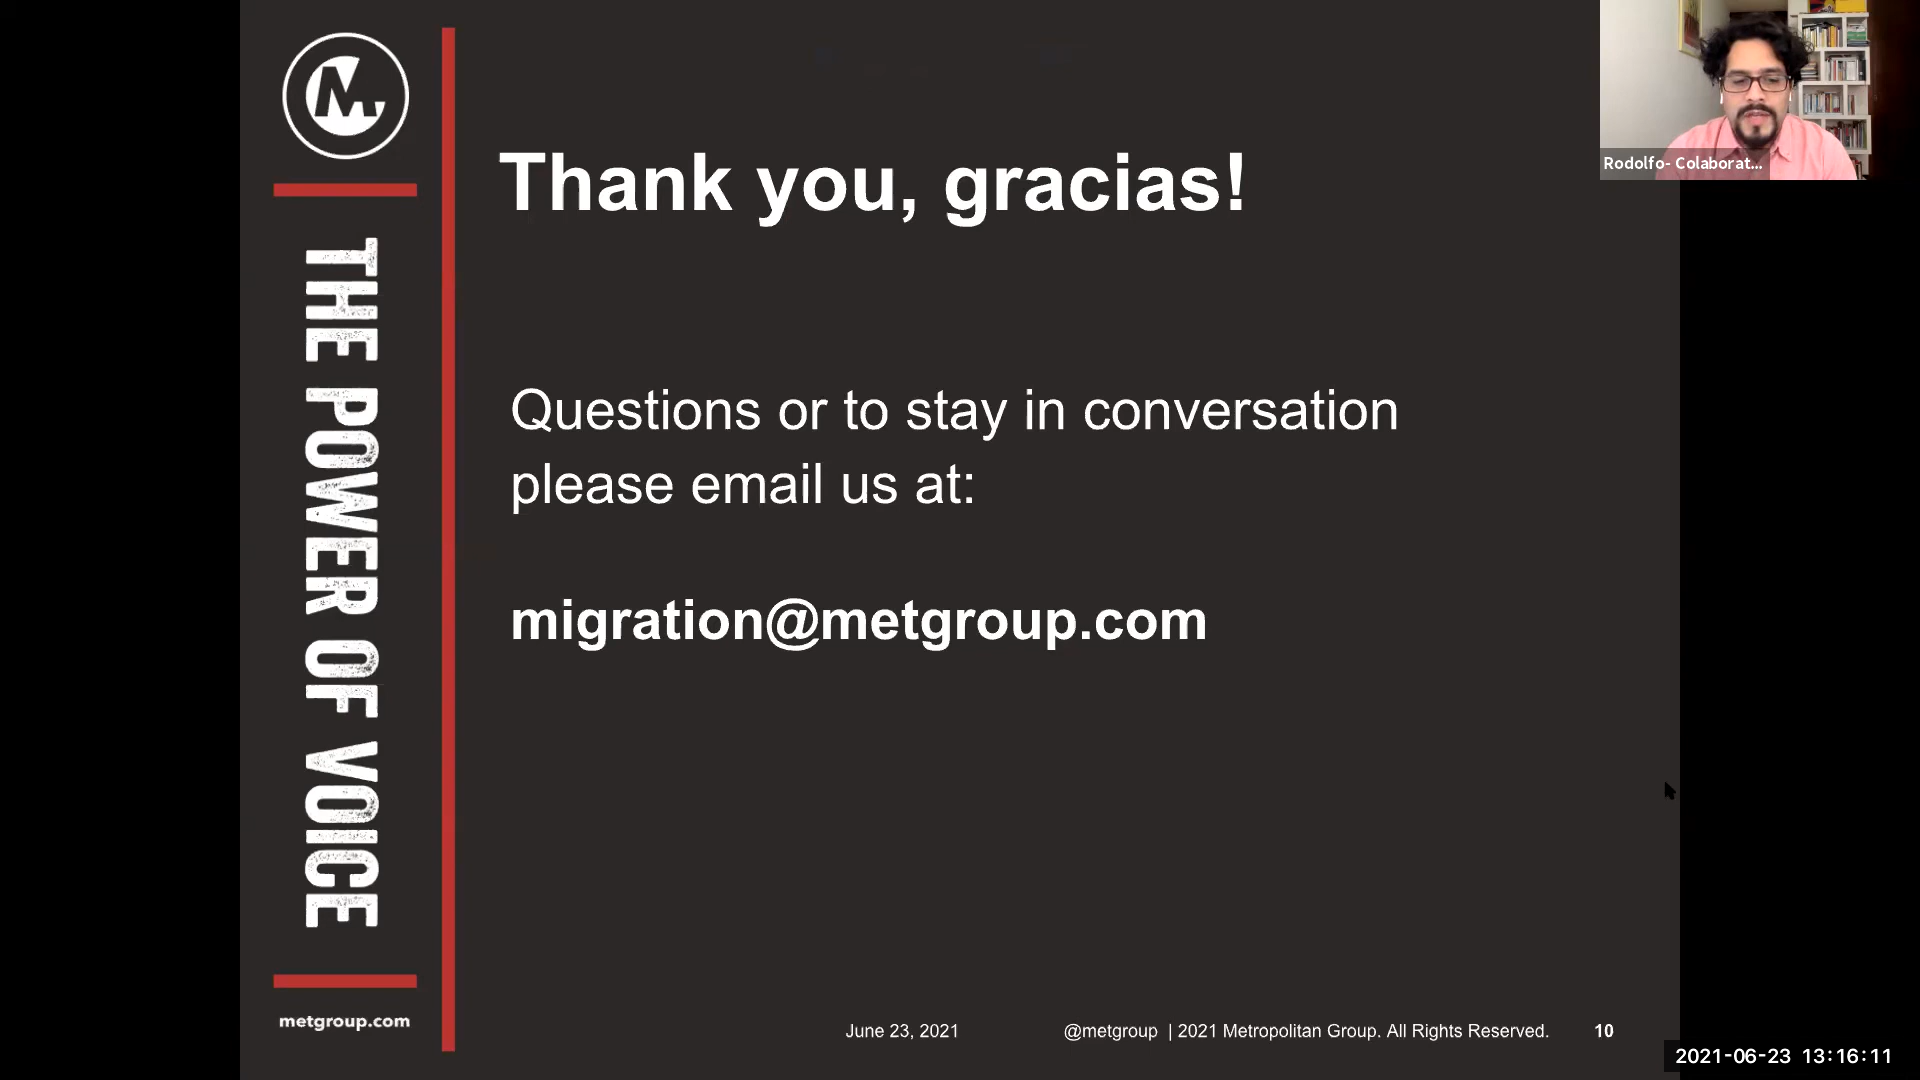 THE POWER OF VOICE
metgroup.com
Thank you, gracias!
Questions or to stay in conversation
please email us at:
migration@metgroup.com
June 23, 2021
@metgroup | 2021 Metropolitan Group. All Rights Reserved.
10
Rodolfo- Colaborat...
2021-06-23 13:16:11